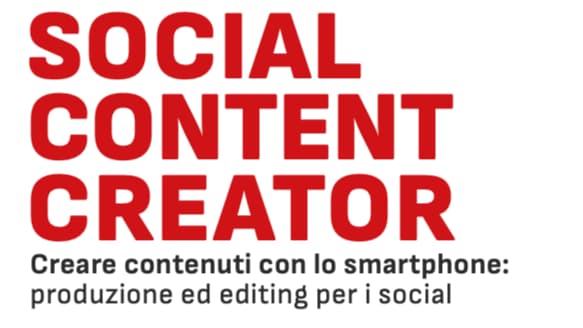 SOCIAL
CONTENT
CREATOR
Creare contenuti con lo smartphone:
produzione ed editing per i social